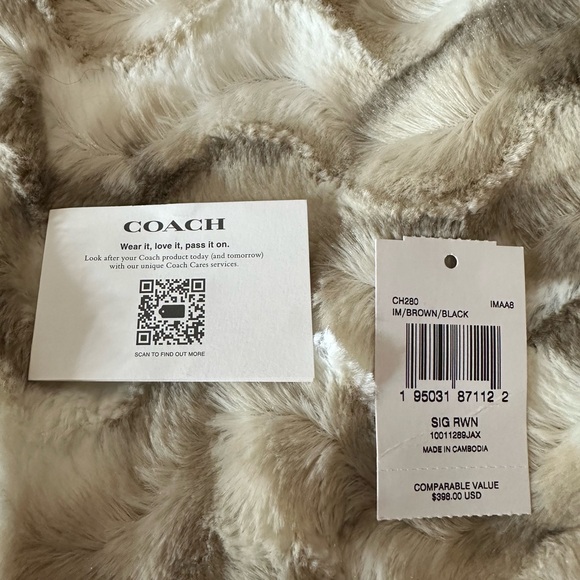 COACH
Wear it, love it, pass it on.
Look after your Coach product today (and tomorrow)
with our unique Coach Cares services.
SCAN TO FIND OUT MORE
CH280 IMAA8
IM/BROWN/BLACK
1 95031 87112 2
SIG RWN
10011289JAX
MADE IN CAMBODIA
COMPARABLE VALUE
$398.00 USD